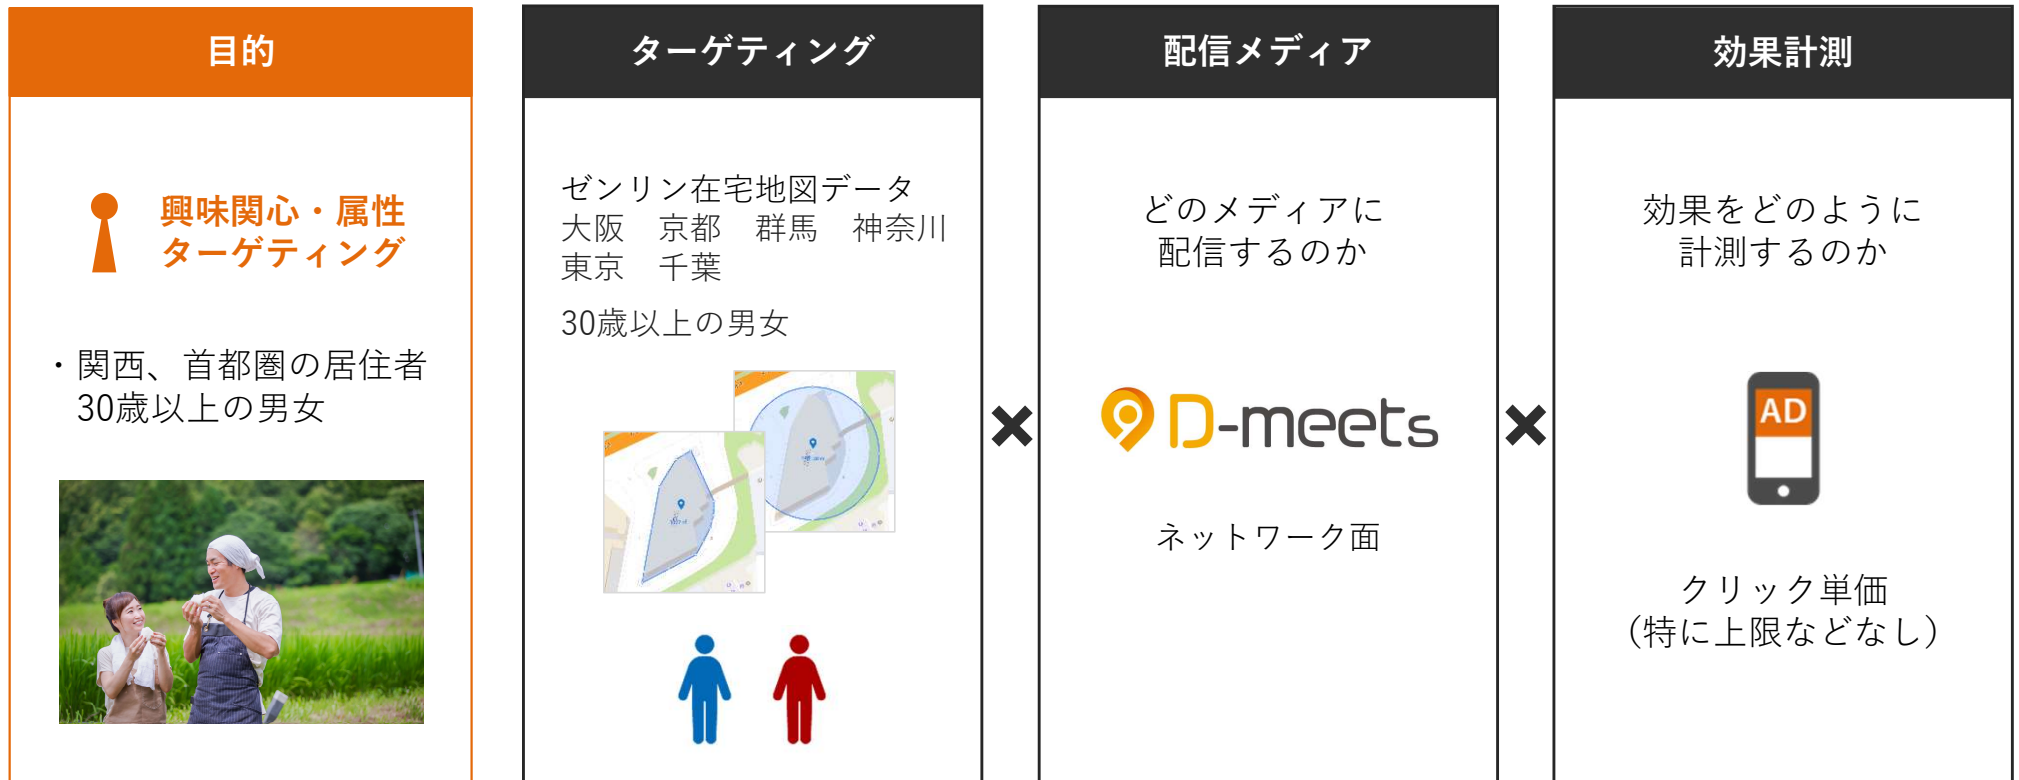 目的
興味関心・属性
ターゲティング
・関西、首都圏の居住者
30歳以上の男女
ターゲティング
ゼンリン在宅地図データ
大阪　京都　群馬　神奈川
東京　千葉
30歳以上の男女
配信メディア
どのメディアに
配信するのか
D-meets
ネットワーク面
効果計測
効果をどのように
計測するのか
AD
クリック単価
（特に上限などなし）